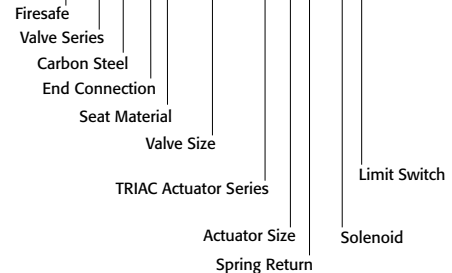 Firesafe
Valve Series
Carbon Steel
End Connection
Seat Material
Valve Size
Limit Switch
TRIAC Actuator Series
Actuator Size
Solenoid
Spring Return